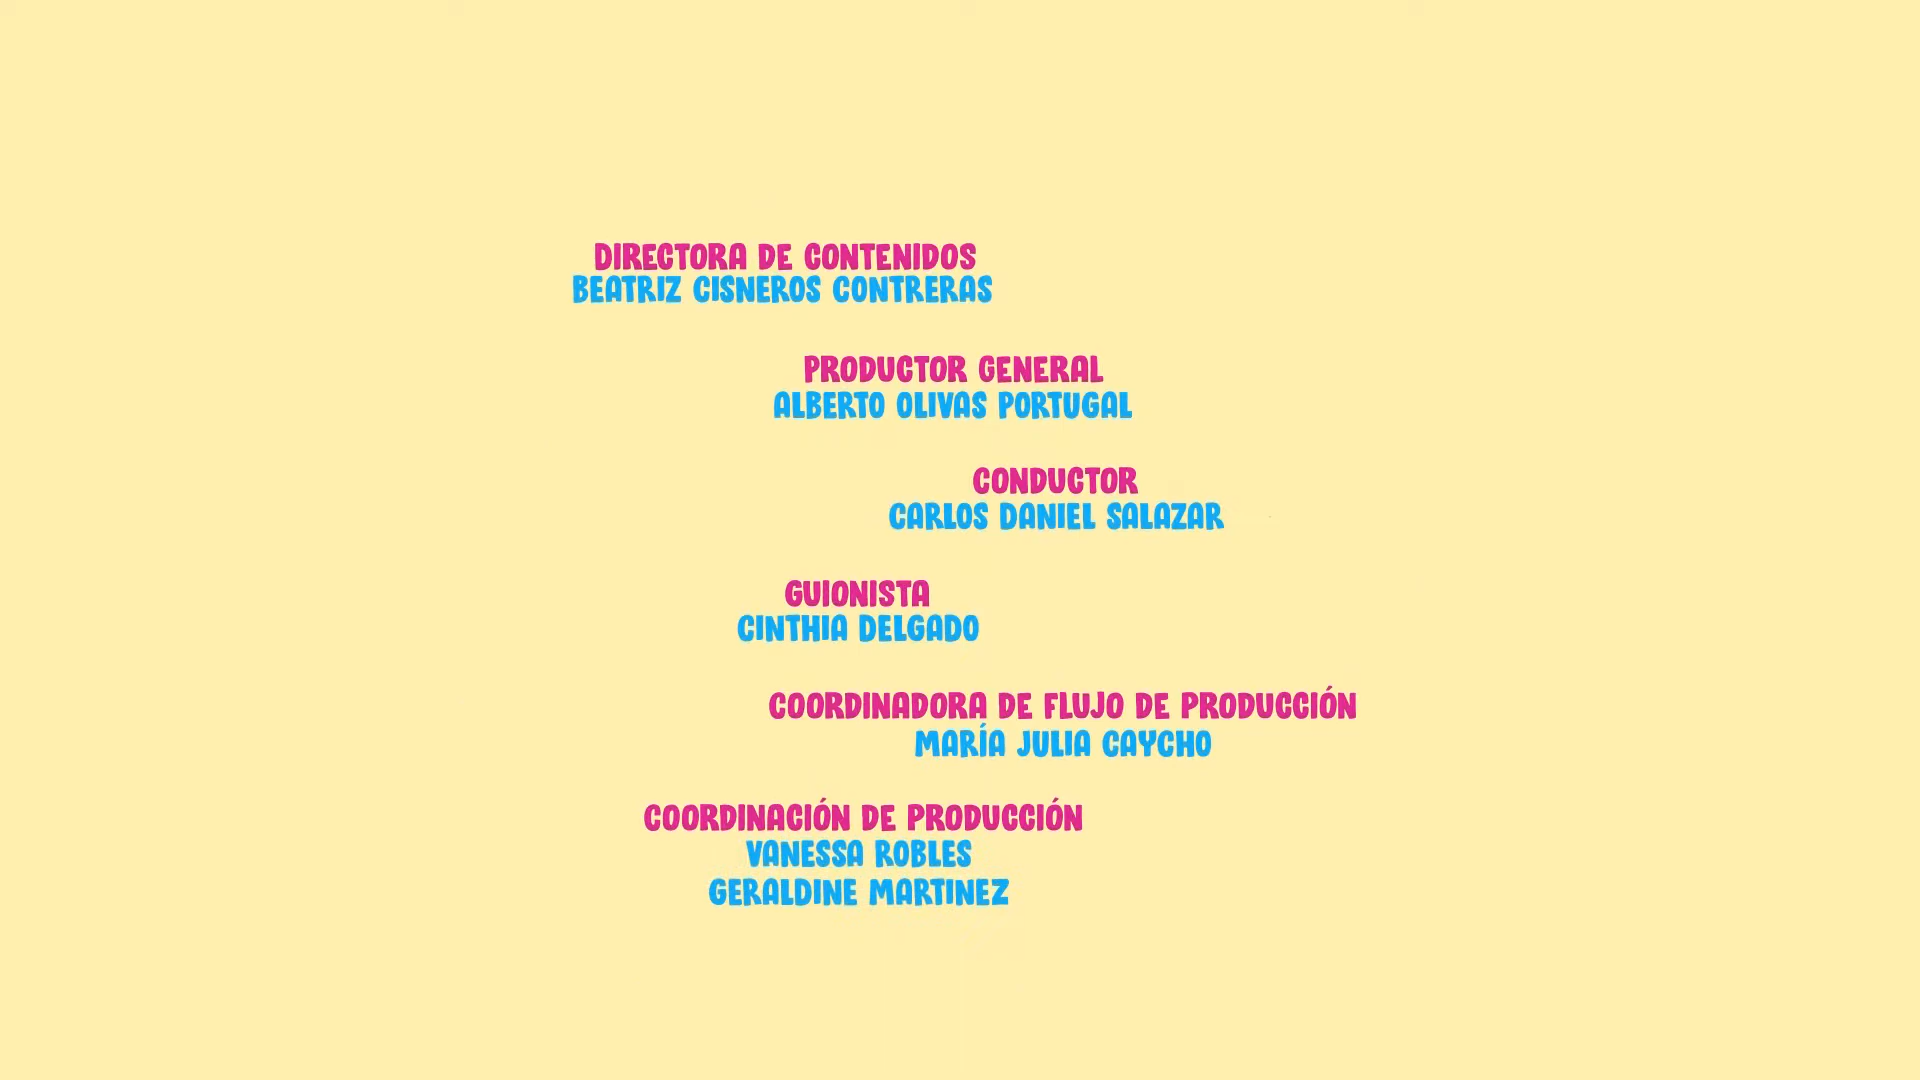 DIRECTORA DE CONTENIDOS
BEATRIZ CISNEROS CONTRERAS
PRODUCTOR GENERAL
ALBERTO OLIVAS PORTUGAL
CONDUCTOR
CARLOS DANIEL SALAZAR
GUIONISTA
CINTHIA DELGADO
COORDINADORA DE FLUJO DE PRODUCCIÓN
MARÍA JULIA CAYCHO
COORDINACIÓN DE PRODUCCIÓN
VANESSA ROBLES
GERALDINE MARTINEZ